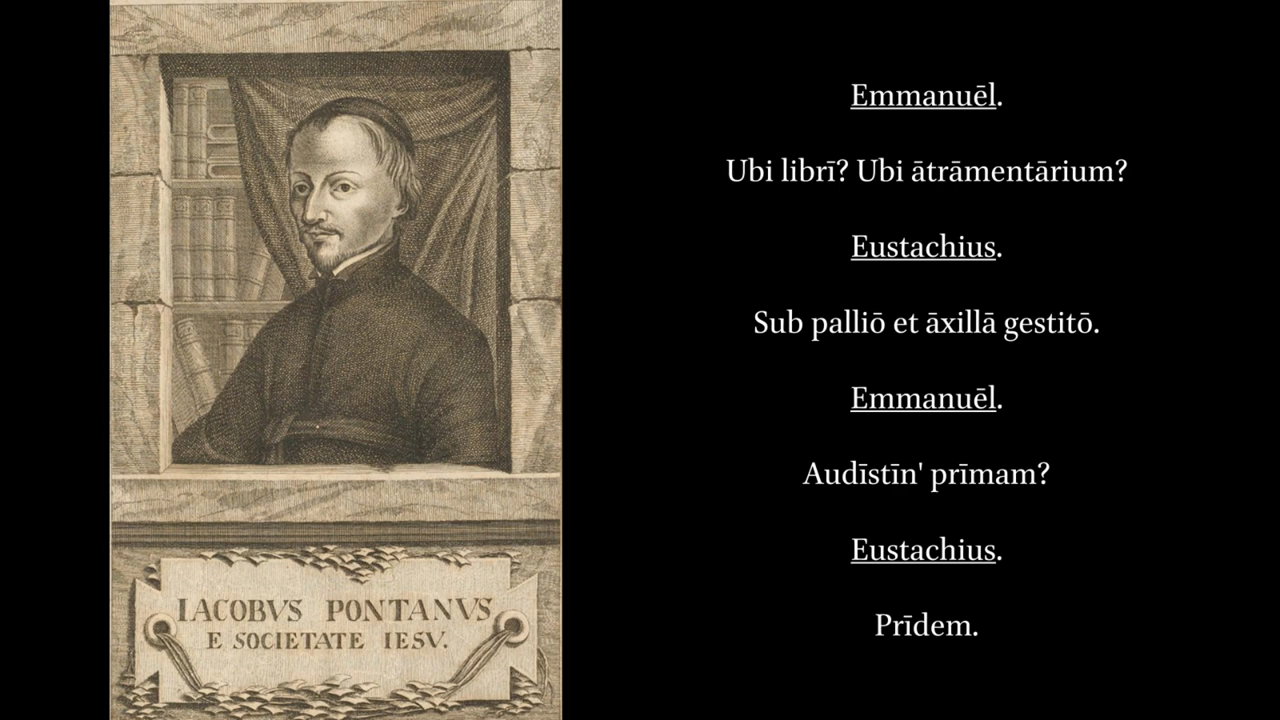 Emmanuēl.
Ubi librī? Ubi ātrāmentārium?
Eustachius.
Sub palliō et āxillā gestitō.
Emmanuēl.
Audīstīn' prīmam?
Eustachius.
Prīdem.
IACOBVS PONTANVS
E SOCIETATE IESV.